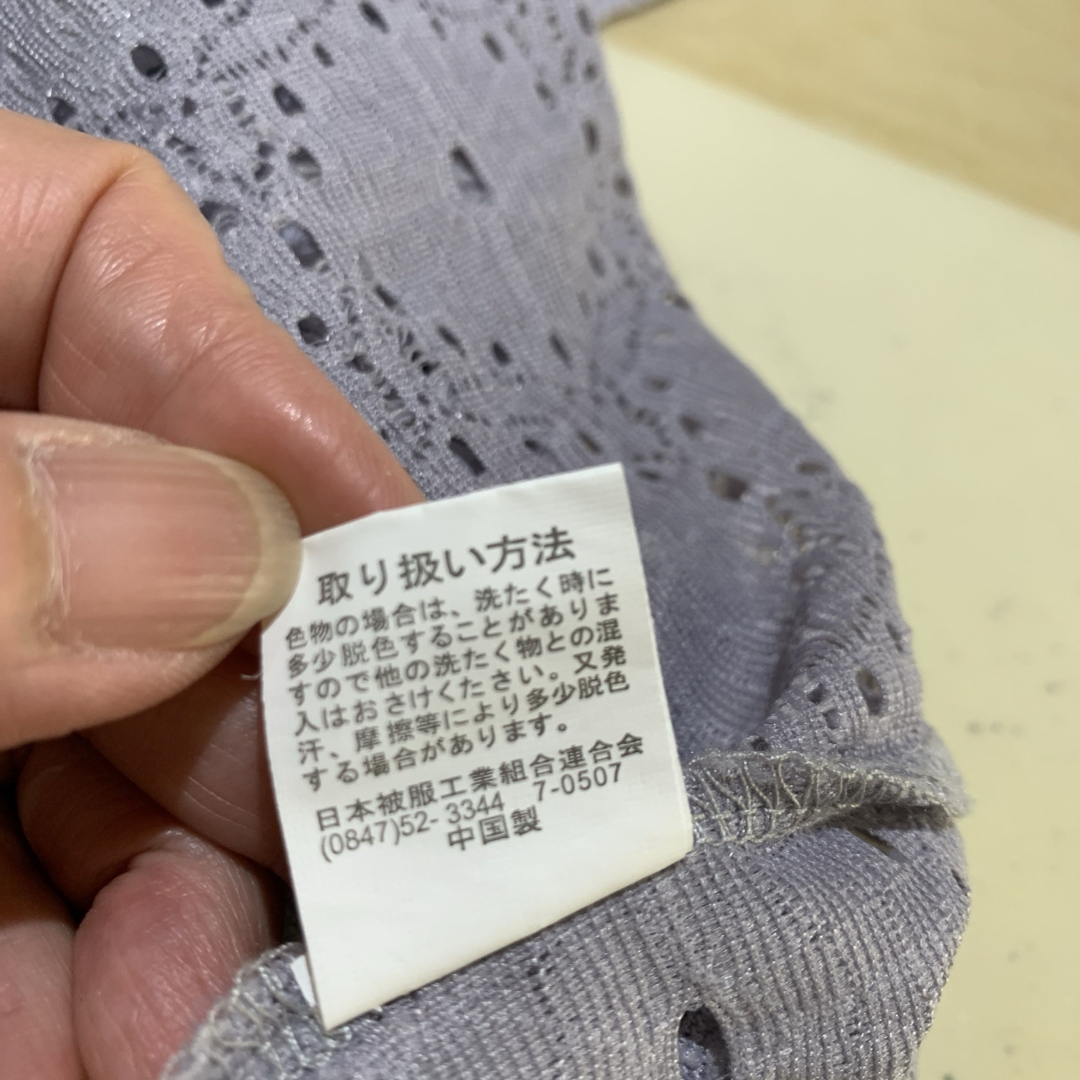 取り扱い方法
色物の場合は、洗たく時に
多少脱色することがありま
すので他の洗たく物との混
入はおさけください。又発
汗、摩擦等により多少脱色
する場合があります。
日本被服工業組合連合会
(0847)52-3344 7-0507
中国製